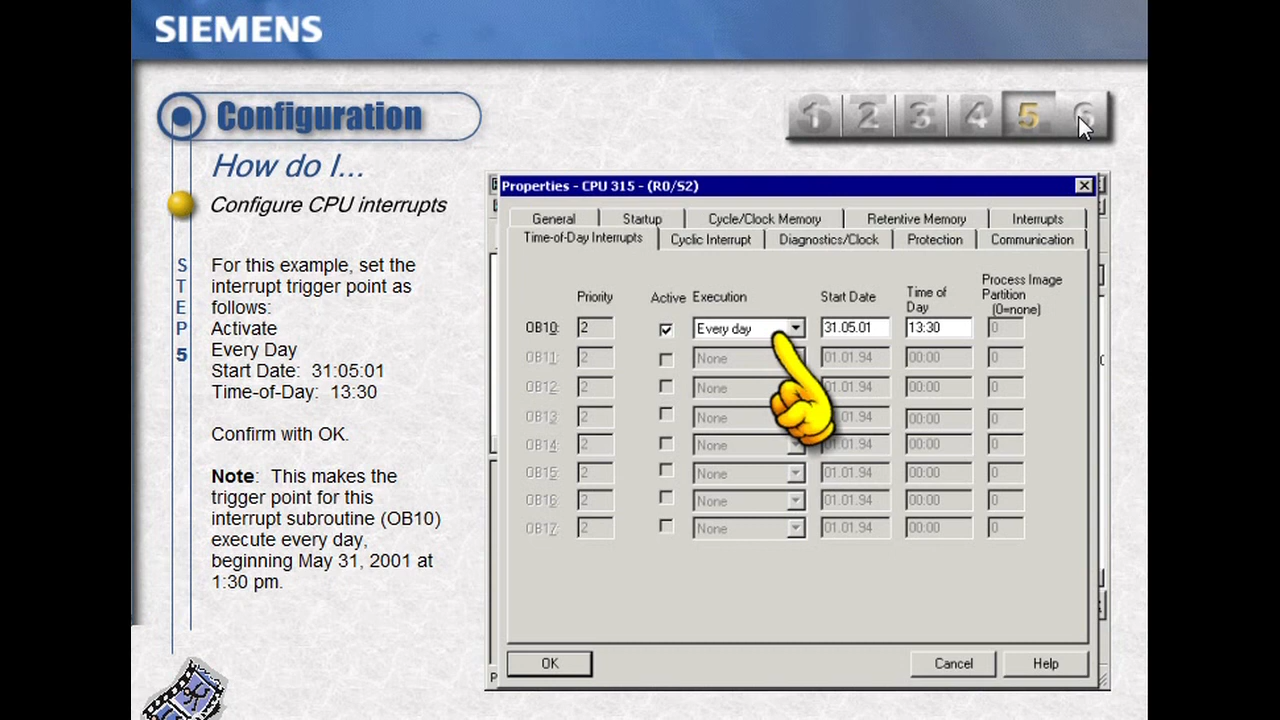 SIEMENS
Configuration
1 2 3 4 5 6
How do I...
Configure CPU interrupts
STEP
5
For this example, set the
interrupt trigger point as
follows:
Activate
Every Day
Start Date: 31:05:01
Time-of-Day: 13:30
Confirm with OK.
Note: This makes the
trigger point for this
interrupt subroutine (OB10)
execute every day,
beginning May 31, 2001 at
1:30 pm.
Properties - CPU 315 - (R0/S2)
General Startup Cycle/Clock Memory Retentive Memory Interrupts
Time-of-Day Interrupts Cyclic Interrupt Diagnostics/Clock Protection Communication
Priority Active Execution Start Date Time of
Day Process Image
Partition
(0=none)
OB10: 2 Every day 31.05.01 13:30 0
OB11: 2 None 01.01.94 00:00 0
OB12: 2 None 01.94 00:00 0
OB13: 2 None 01.94 00:00 0
OB14: 2 None 01.01.94 00:00 0
OB15: 2 None 01.01.94 00:00 0
OB16: 2 None 01.01.94 00:00 0
OB17: 2 None 01.01.94 00:00 0
OK Cancel Help